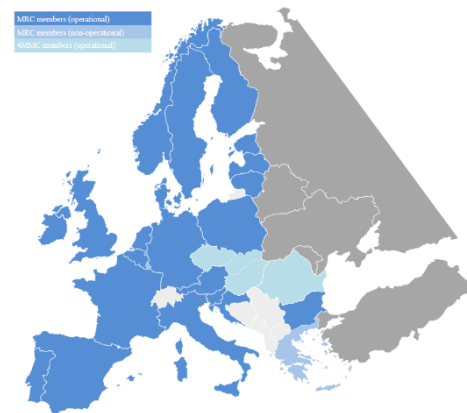 MRC members (operational)
MRC members (non-operational)
4MMC members (operational)